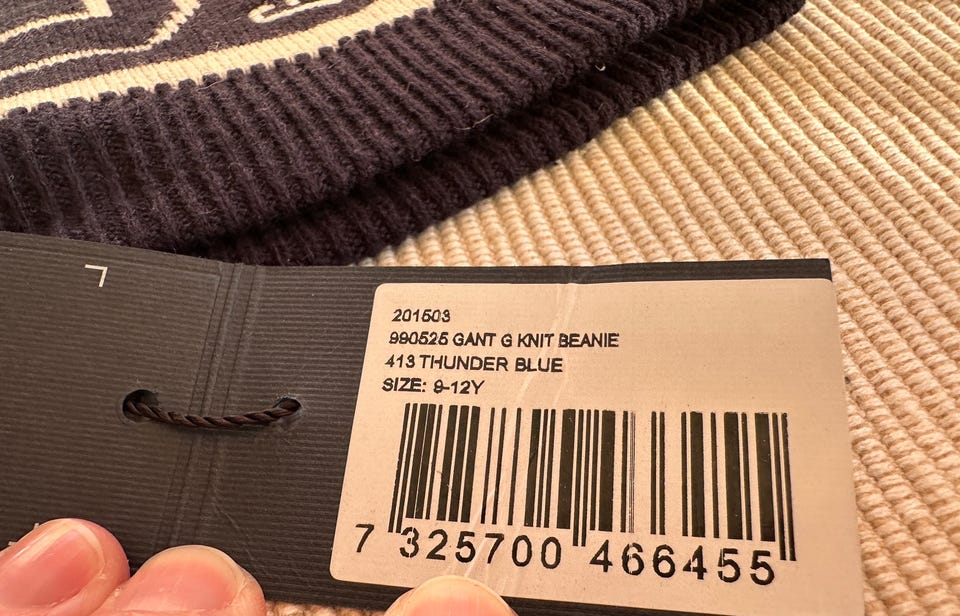 201503
990525 GANT G KNIT BEANIE
413 THUNDER BLUE
SIZE: 9-12Y
7 325700 466455